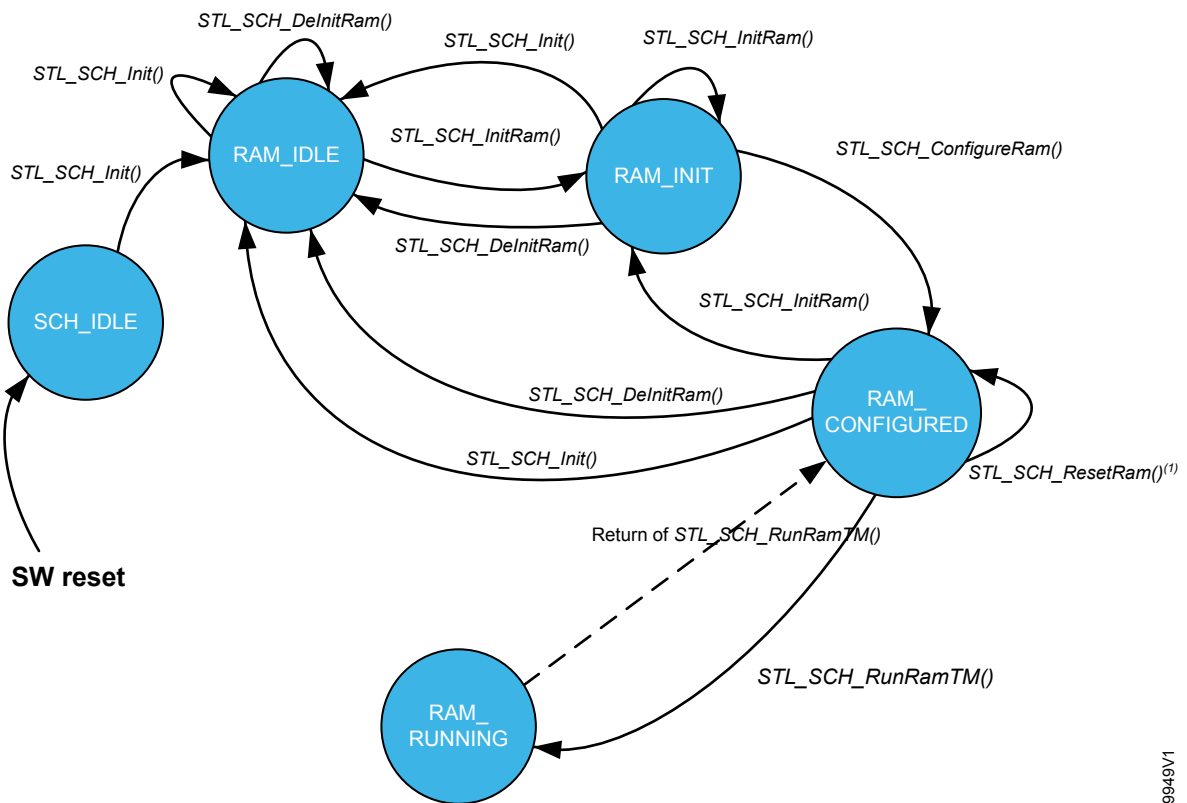 STL_SCH_DeInitRam()
STL_SCH_Init()
STL_SCH_InitRam()
STL_SCH_Init()
STL_SCH_InitRam()
STL_SCH_ConfigureRam()
RAM_IDLE
RAM_INIT
STL_SCH_Init()
STL_SCH_DeInitRam()
STL_SCH_InitRam()
SCH_IDLE
STL_SCH_DeInitRam()
RAM_
CONFIGURED
STL_SCH_Init()
STL_SCH_ResetRam()(1)
Return of STL_SCH_RunRamTM()
SW reset
STL_SCH_RunRamTM()
RAM_
RUNNING
9949V1